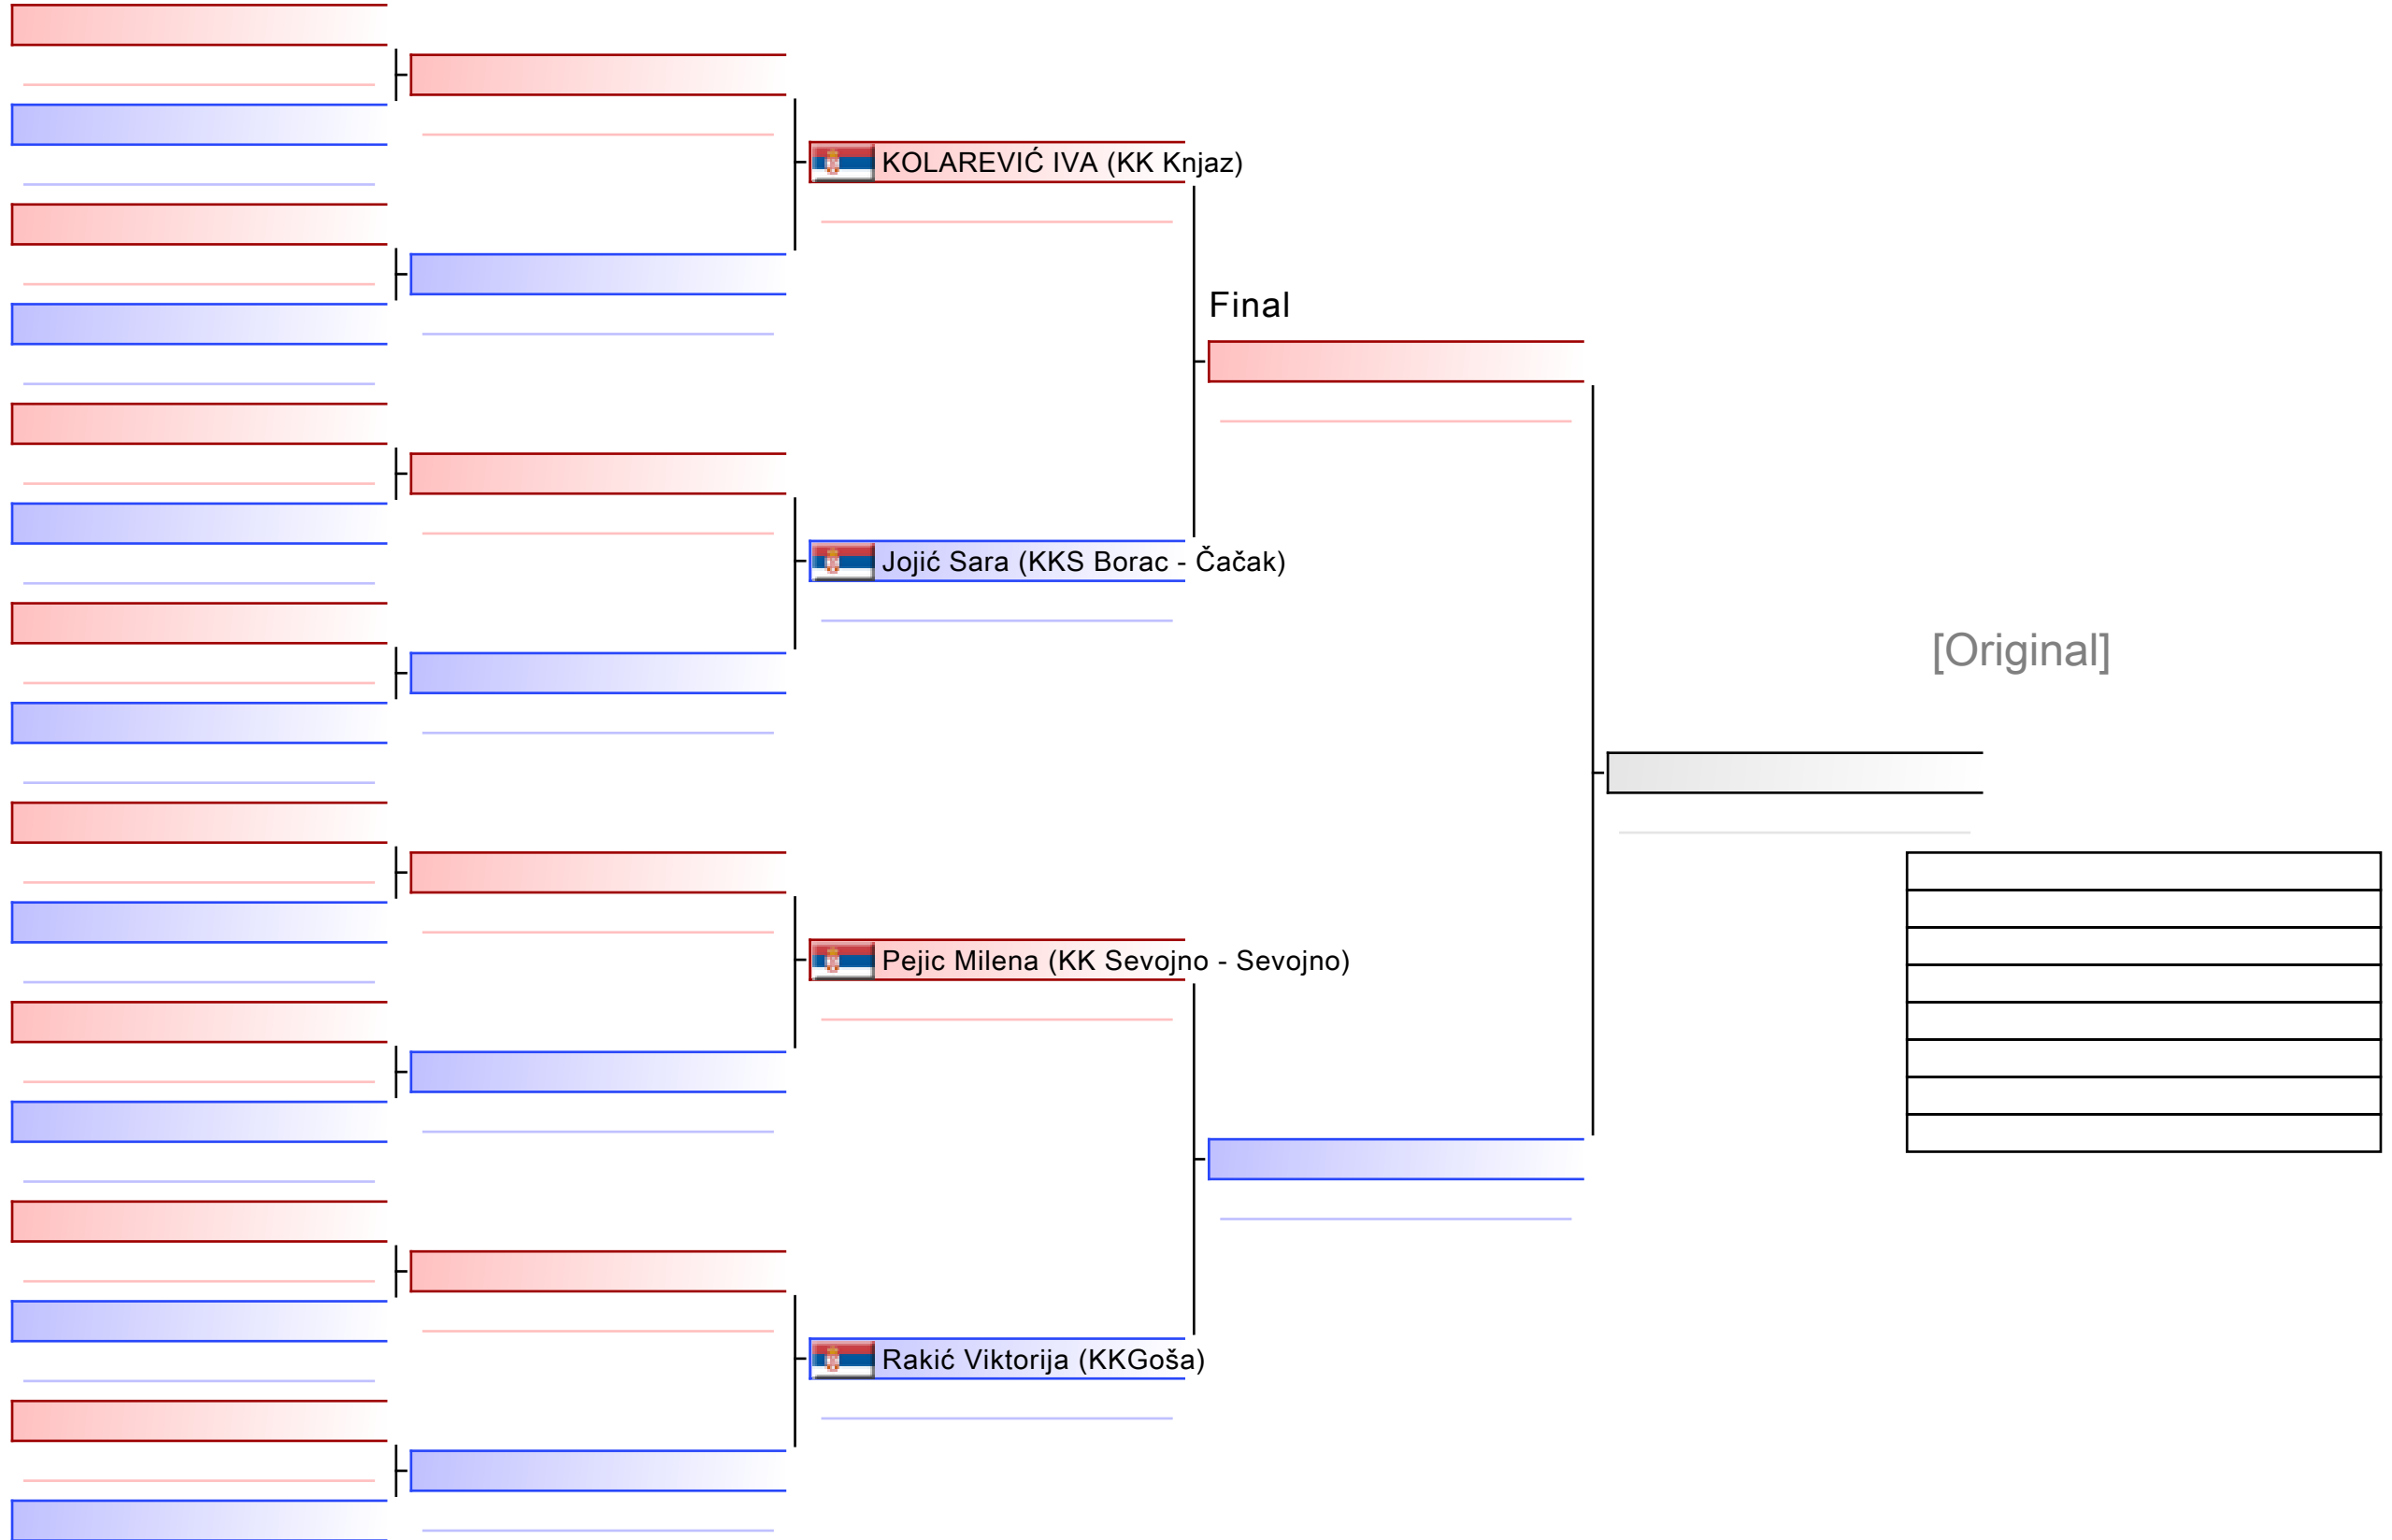 KOLAREVIĆ IVA (KK Knjaz)
Final
Jojić Sara (KKS Borac - Čačak)
[Original]
Pejic Milena (KK Sevojno - Sevojno)
Rakić Viktorija (KKGoša)